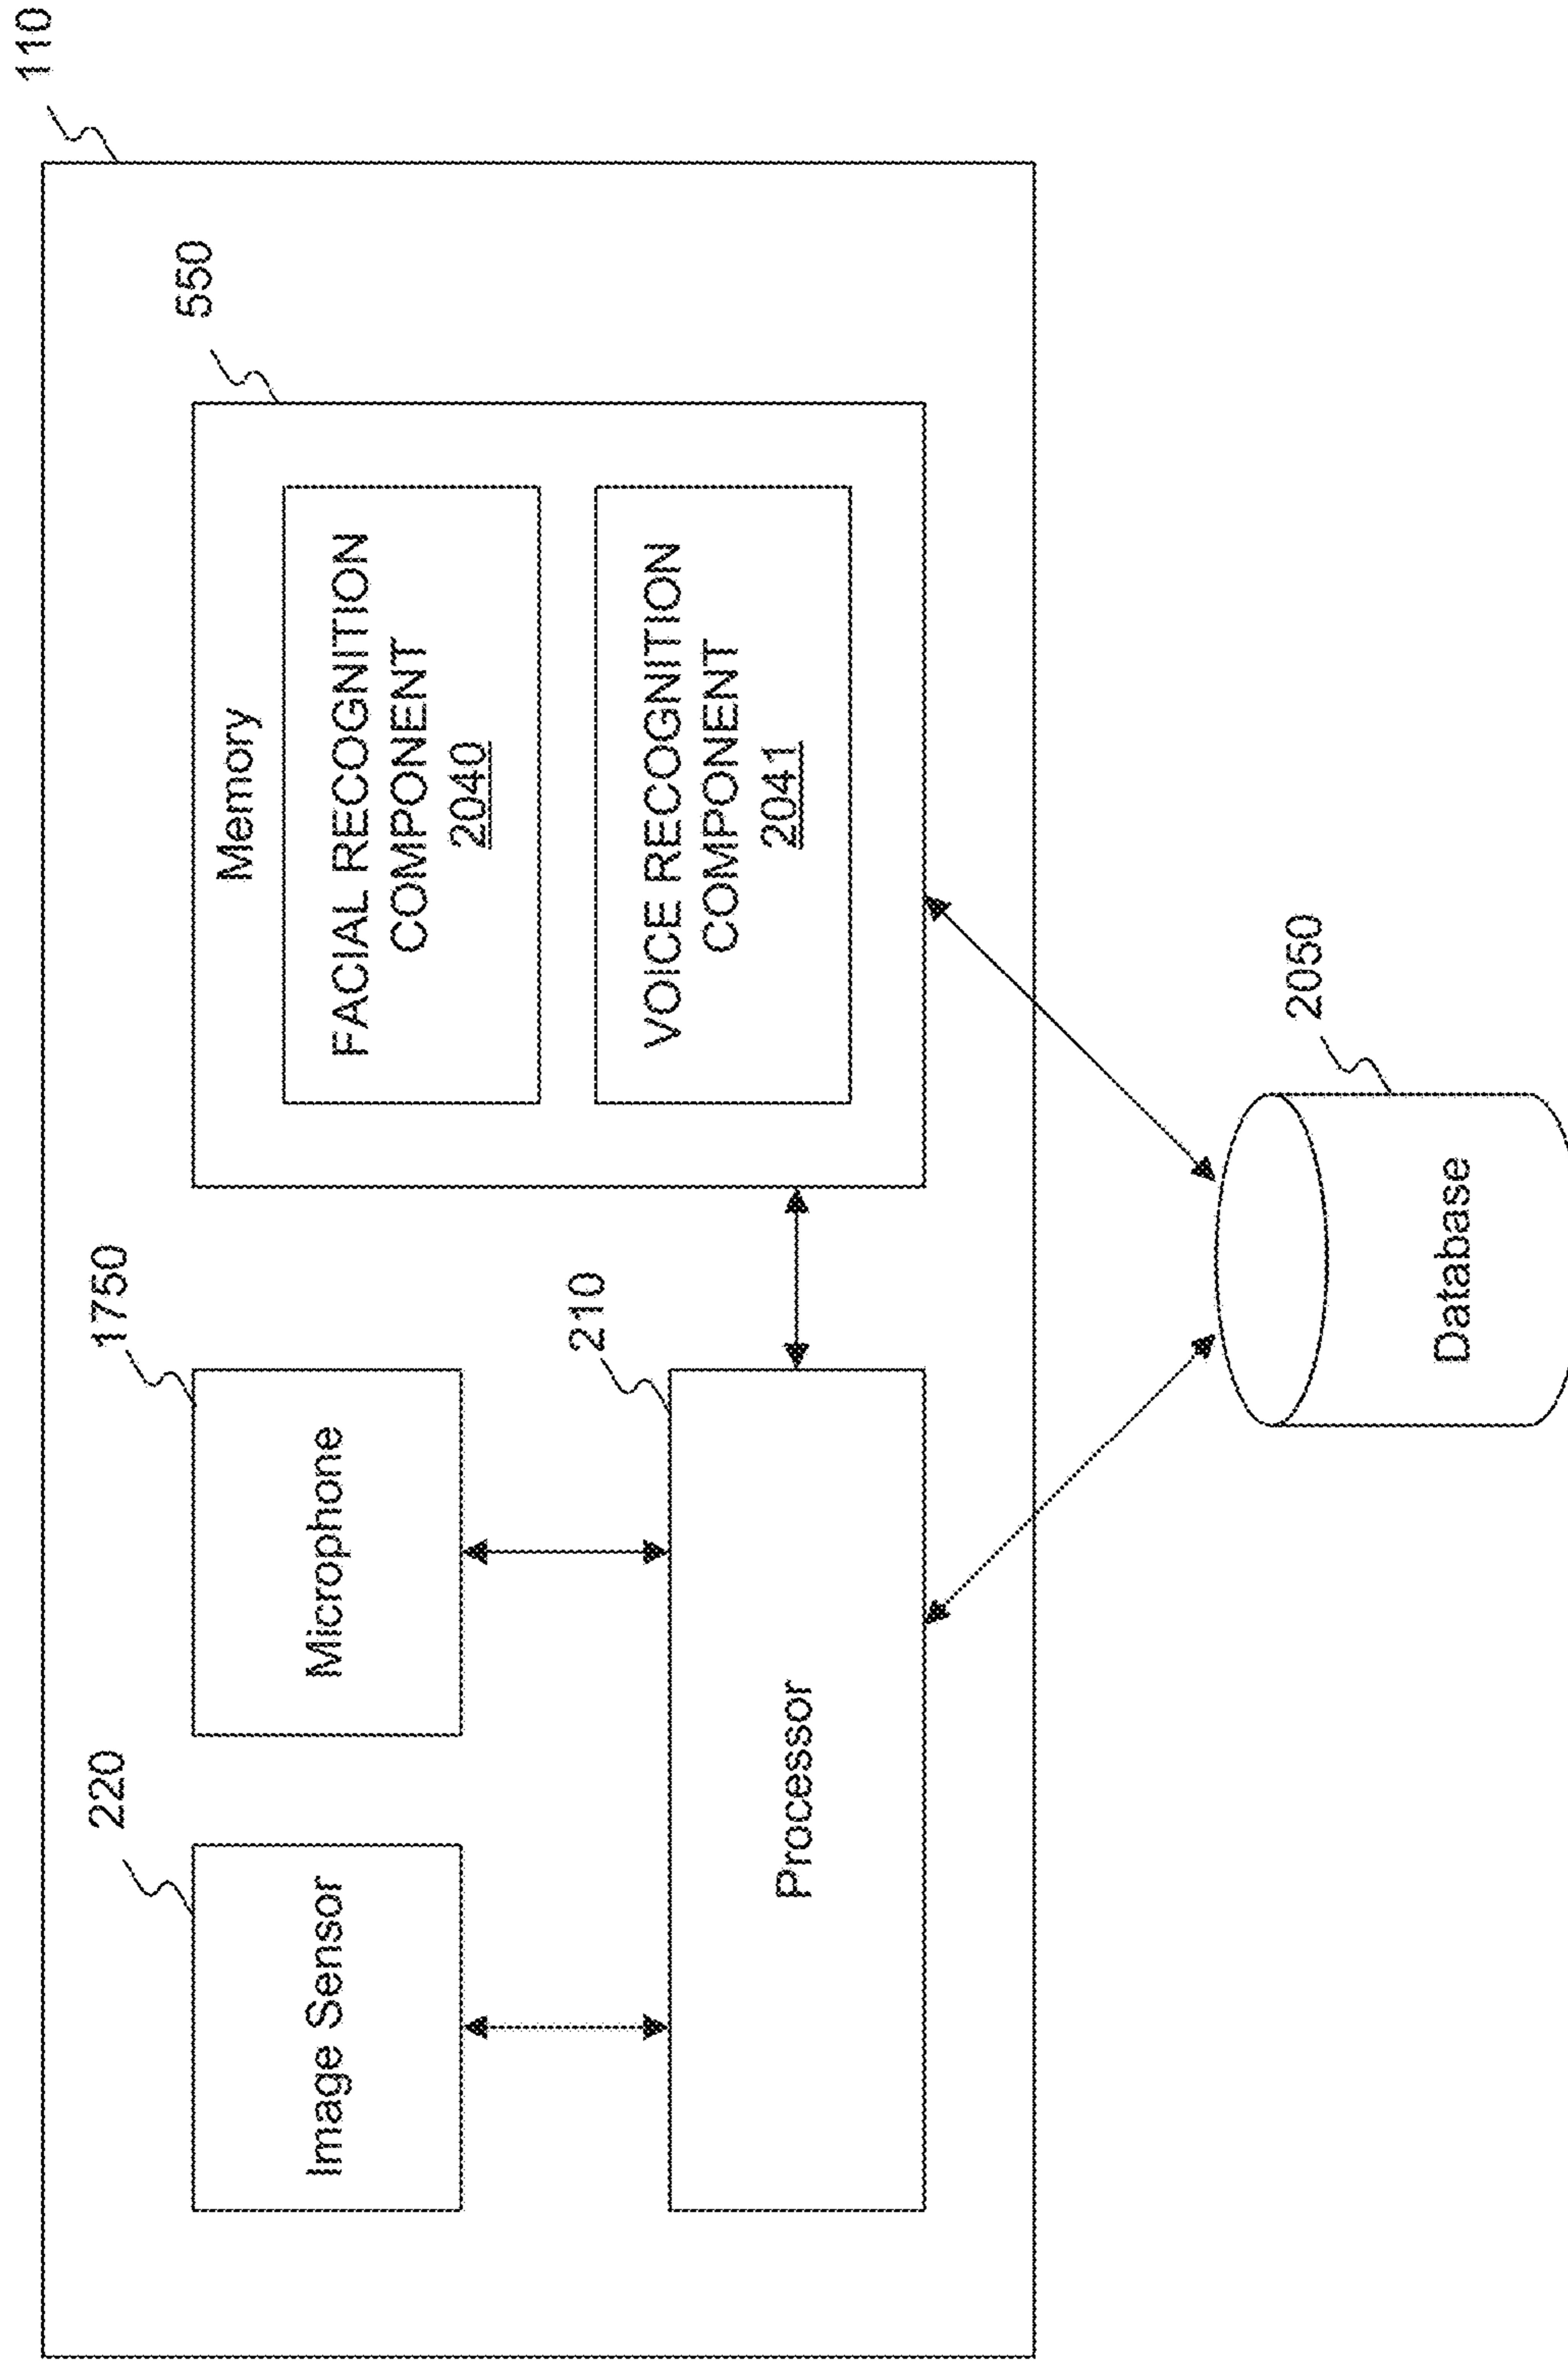 110
220
1750
550
Image Sensor
Microphone
Memory
FACIAL RECOGNITION
COMPONENT
2040
210
VOICE RECOGNITION
COMPONENT
2041
Processor
2050
Database